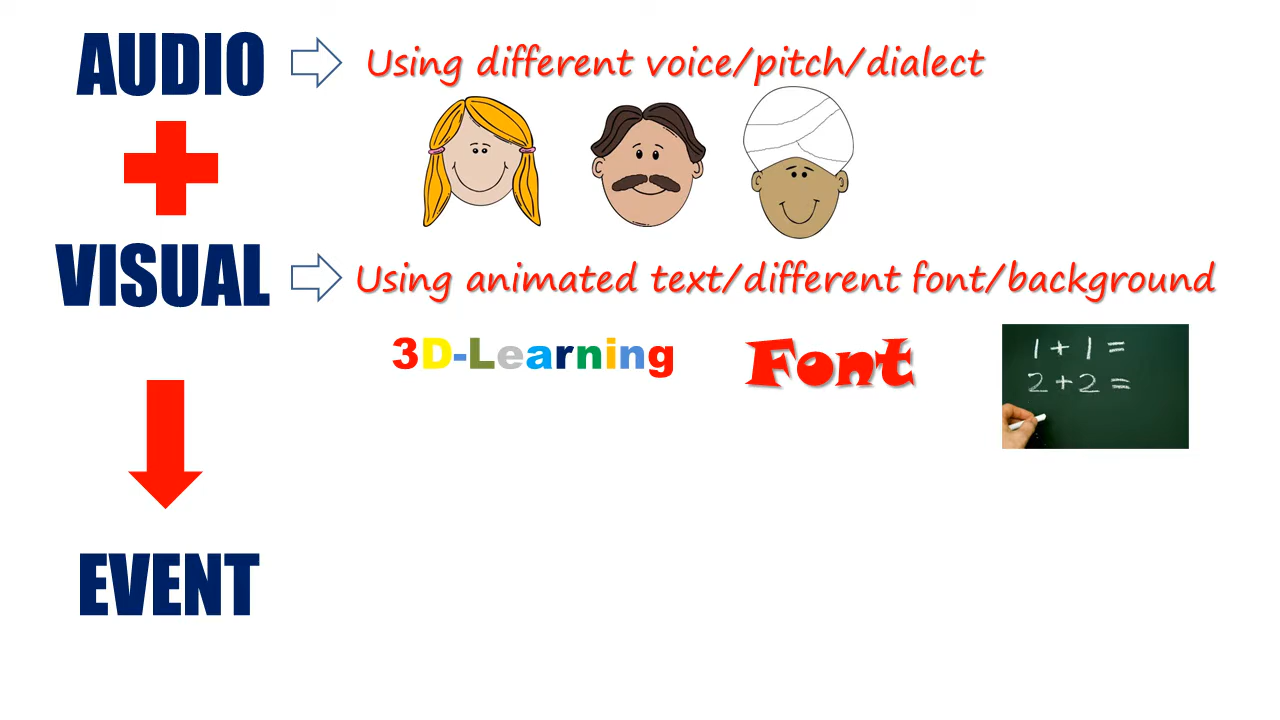 AUDIO
Using different voice/pitch/dialect
VISUAL
Using animated text/different font/background
3D-Learning
Font
1 + 1 =
2 + 2 =
EVENT